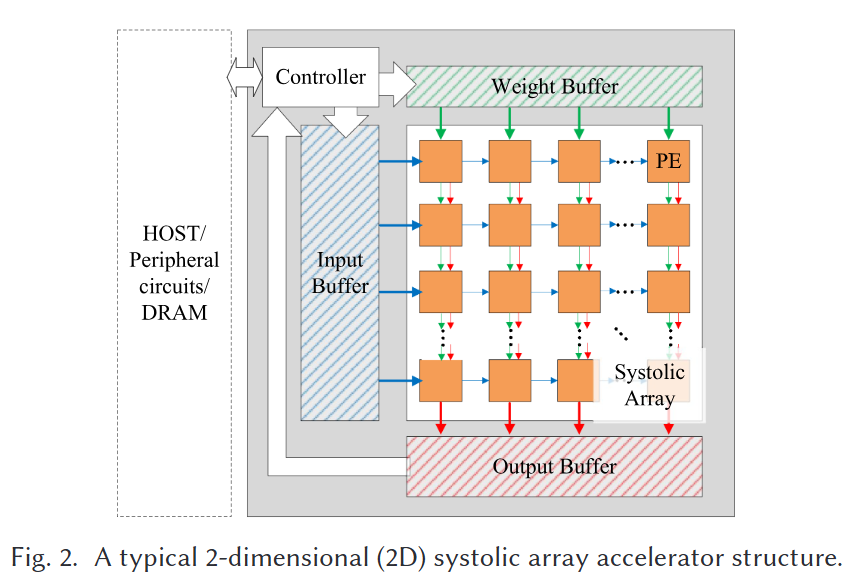 Controller
Weight Buffer
PE
HOST/
Peripheral
circuits/
DRAM
Input
Buffer
Systolic
Array
Output Buffer
Fig. 2. A typical 2-dimensional (2D) systolic array accelerator structure.